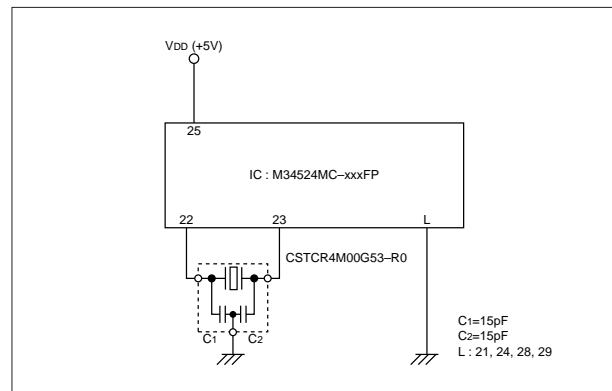 VDD (+5V)
25
IC : M34524MC–xxxFP
22 23 L
CSTCR4M00G53–R0
C1 C2
C1=15pF
C2=15pF
L : 21, 24, 28, 29